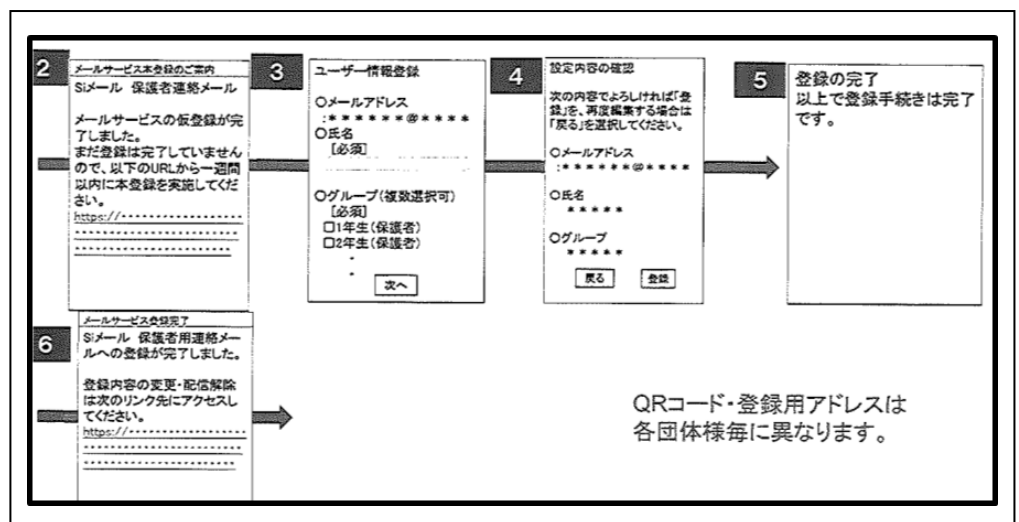 2
メールサービス本登録のご案内
Siメール 保護者連絡メール
メールサービスの仮登録が完
了しました。
まだ登録は完了していません
ので、以下のURLから一週間
以内に本登録を実施してくだ
さい。
https://
3
ユーザー情報登録
〇メールアドレス
:******@****
〇氏名
［必須］
〇グループ（複数選択可）
［必須］
□1年生（保護者）
□2年生（保護者）
・
・
次へ
4
設定内容の確認
次の内容でよろしければ「登
録」を、再度編集する場合は
「戻る」を選択してください。
〇メールアドレス
:******@****
〇氏名
*****
〇グループ
*****
戻る 登録
5
登録の完了
以上で登録手続きは完了
です。
6
メールサービス登録完了
Siメール 保護者用連絡メー
ルへの登録が完了しました。
登録内容の変更・配信解除
は次のリンク先にアクセスし
てください。
https://
QRコード・登録用アドレスは
各団体様毎に異なります。